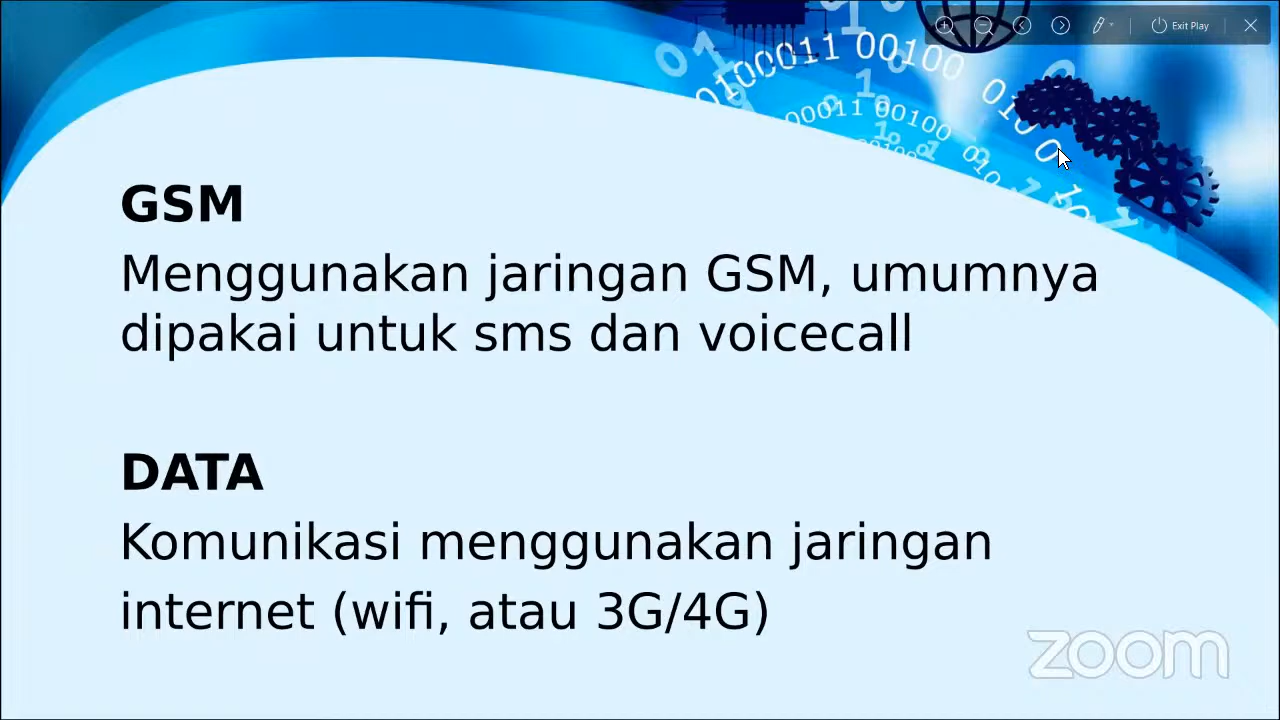 Exit Play
GSM
Menggunakan jaringan GSM, umumnya
dipakai untuk sms dan voicecall
DATA
Komunikasi menggunakan jaringan
internet (wifi, atau 3G/4G)
zoom